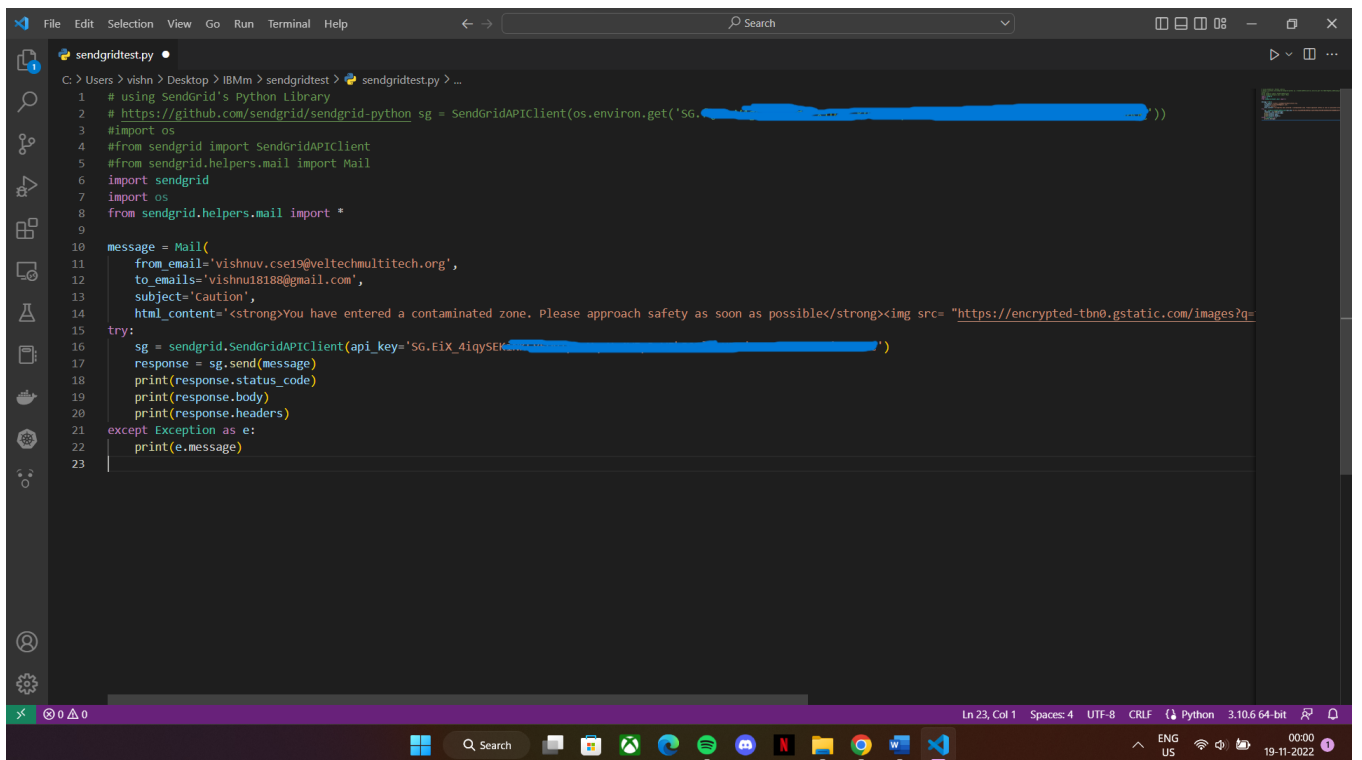 File Edit Selection View Go Run Terminal Help
Search
sendgridtest.py
C: > Users > vishn > Desktop > IBMm > sendgridtest > sendgridtest.py > ...
1 # using SendGrid's Python Library
2 # https://github.com/sendgrid/sendgrid-python sg = SendGridAPIClient(os.environ.get('SG. '))
3 #import os
4 #from sendgrid import SendGridAPIClient
5 #from sendgrid.helpers.mail import Mail
6 import sendgrid
7 import os
8 from sendgrid.helpers.mail import *
9
10 message = Mail(
11 from_email='vishnuv.cse19@veltechmultitech.org',
12 to_emails='vishnu18188@gmail.com',
13 subject='Caution',
14 html_content='<strong>You have entered a contaminated zone. Please approach safety as soon as possible</strong><img src= "https://encrypted-tbn0.gstatic.com/images?q=
15 try:
16 sg = sendgrid.SendGridAPIClient(api_key=' ')
17 response = sg.send(message)
18 print(response.status_code)
19 print(response.body)
20 print(response.headers)
21 except Exception as e:
22 print(e.message)
23
0 0 Ln 23, Col 1 Spaces: 4 UTF-8 CRLF Python 3.10.6 64-bit
Search
ENG
US
00:00
19-11-2022
1